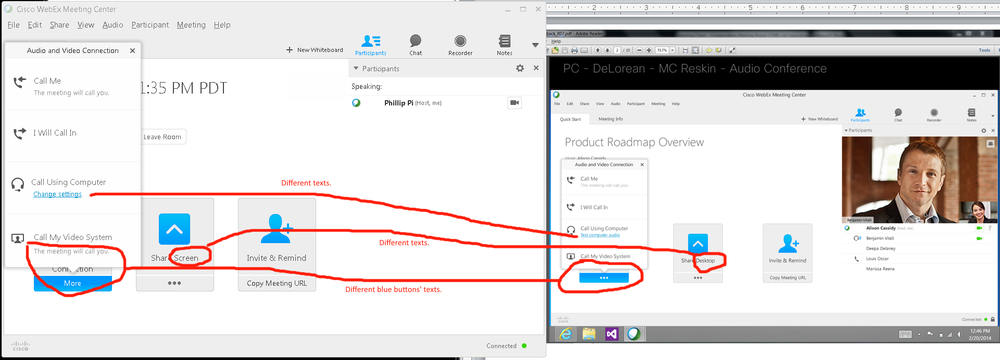 Cisco WebEx Meeting Center
File Edit Share View Audio Participant Meeting Help
Audio and Video Connection
New Whiteboard
Participants
Chat
Recorder
Notes
Call Me
The meeting will call you.
I Will Call In
Call Using Computer
Change settings
Call My Video System
The meeting will call you.
Connection
More
1:35 PM PDT
Leave Room
Share Screen
Invite & Remind
Copy Meeting URL
Participants
Speaking:
Phillip Pi (Host, me)
Different texts.
Different texts.
Different blue buttons' texts.
CISCO
Connected
2 3 4 5 6 7 8 9
back_R07.pdf - Adobe Reader
Help
2 / 15
73.7%
Tools
PC - DeLorean - MC Reskin - Audio Conference
Cisco WebEx Meeting Center
File Edit Share View Audio Participant Meeting Help
Quick Start
Meeting Info
New Whiteboard
Participants
Chat
Recorder
Notes
Product Roadmap Overview
Host: Alison Cassidy
Audio and Video Connection
Call Me
The meeting will call you.
I Will Call In
Call Using Computer
Test computer audio
Call My Video System
Share Desktop
Invite & Remind
Copy Meeting URL
Participants
Benjamin Vitali
Alison Cassidy (Host, me)
Benjamin Vitali
Deepa Delaney
Louis Oscar
Marissa Reena
CISCO
Connected
12:46 PM
2/20/2014